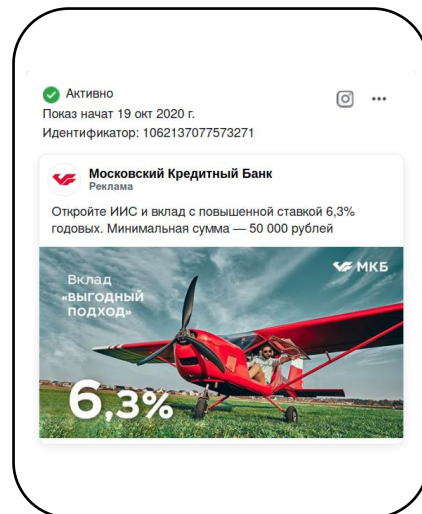 Активно
Показ начат 19 окт 2020 г.
Идентификатор: 1062137077573271
Московский Кредитный Банк
Реклама
Откройте ИИС и вклад с повышенной ставкой 6,3%
годовых. Минимальная сумма — 50 000 рублей
МКБ
Вклад
«ВЫГОДНЫЙ
ПОДХОД»
6,3%